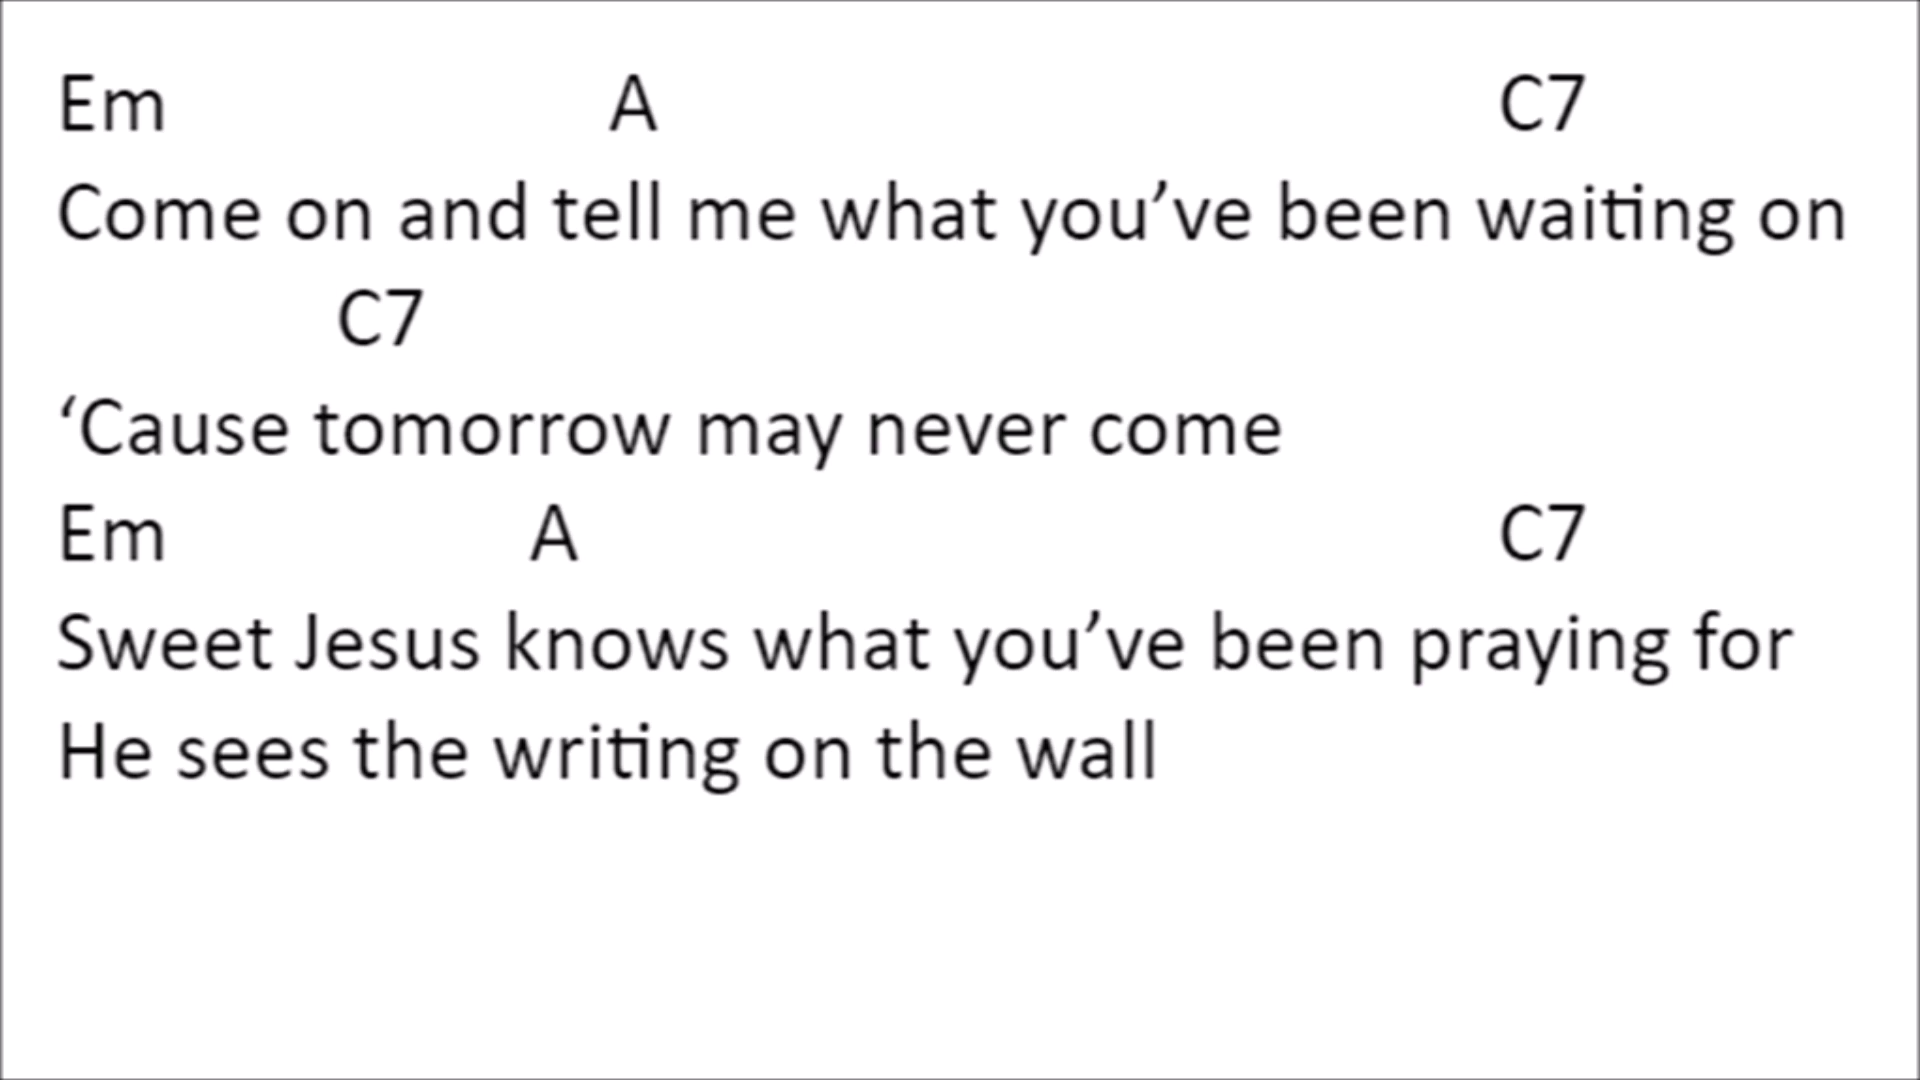 Em A C7
Come on and tell me what you’ve been waiting on
C7
‘Cause tomorrow may never come
Em A C7
Sweet Jesus knows what you’ve been praying for
He sees the writing on the wall